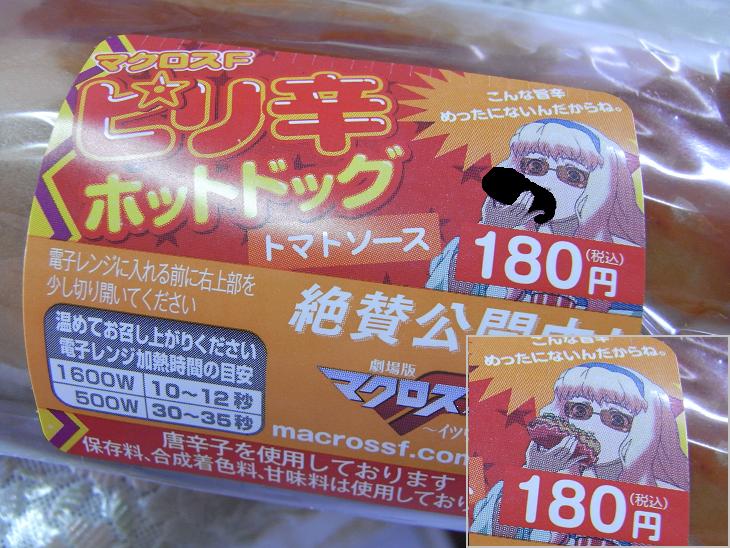 マクロスF
ピリ辛
ホットドッグ
トマトソース
こんな旨辛
めったにないんだからね。
180円
(税込)
電子レンジに入れる前に右上部を
少し切り開いてください
温めてお召し上がりください
電子レンジ加熱時間の目安
1600W 10〜12秒
500W 30〜35秒
絶賛公開中
劇場版
マクロス
〜イツ
macrossf.com
唐辛子を使用しております
保存料、合成着色料、甘味料は使用してお
こんな旨辛
めったにないんだからね。
180円
(税込)